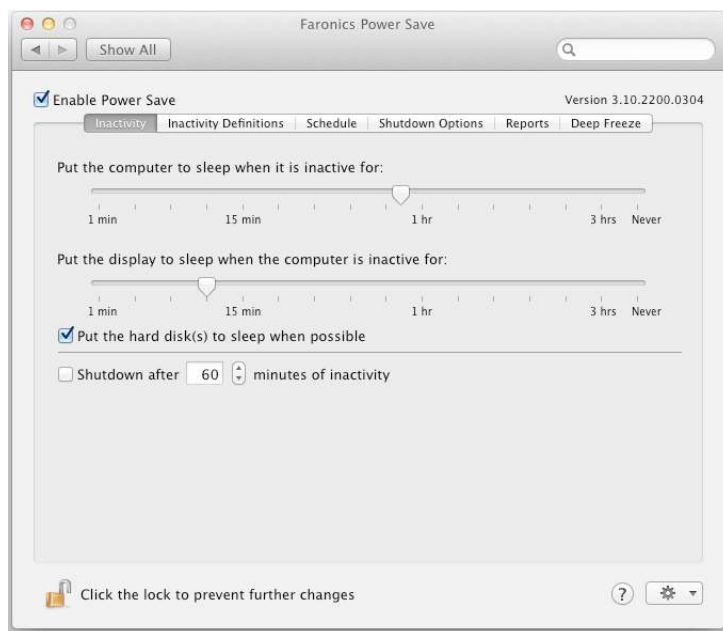 Faronics Power Save
Show All
Enable Power Save
Version 3.10.2200.0304
Inactivity Inactivity Definitions Schedule Shutdown Options Reports Deep Freeze
Put the computer to sleep when it is inactive for:
1 min 15 min 1 hr 3 hrs Never
Put the display to sleep when the computer is inactive for:
1 min 15 min 1 hr 3 hrs Never
Put the hard disk(s) to sleep when possible
Shutdown after 60 minutes of inactivity
Click the lock to prevent further changes
?